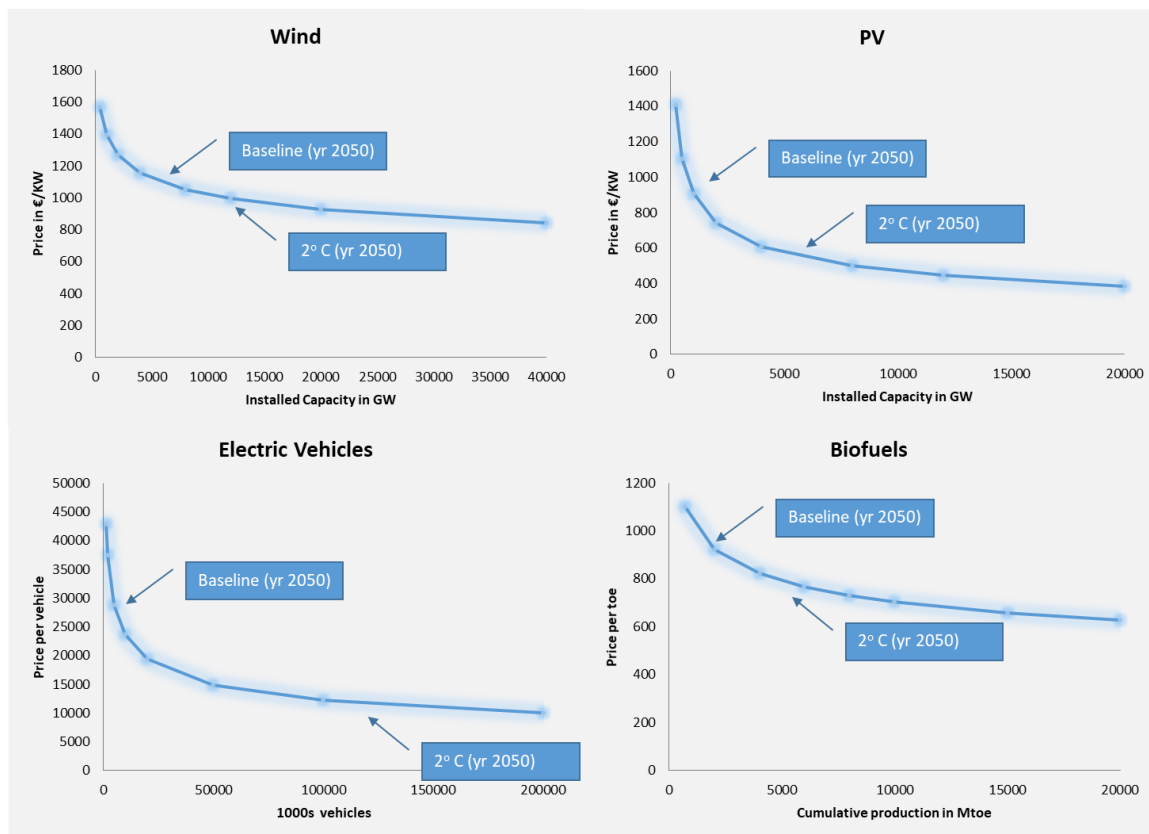 Wind
Price in €/KW
1800
1600
1400
1200
1000
800
600
400
200
0
Baseline (yr 2050)
2º C (yr 2050)
0 5000 10000 15000 20000 25000 30000 35000 40000
Installed Capacity in GW
PV
Price in €/KW
1600
1400
1200
1000
800
600
400
200
0
Baseline (yr 2050)
2º C (yr 2050)
0 5000 10000 15000 20000
Installed Capacity in GW
Electric Vehicles
Price per vehicle
50000
45000
40000
35000
30000
25000
20000
15000
10000
5000
0
Baseline (yr 2050)
2º C (yr 2050)
0 50000 100000 150000 200000
1000s vehicles
Biofuels
Price per toe
1200
1000
800
600
400
200
0
Baseline (yr 2050)
2º C (yr 2050)
0 5000 10000 15000 20000
Cumulative production in Mtoe